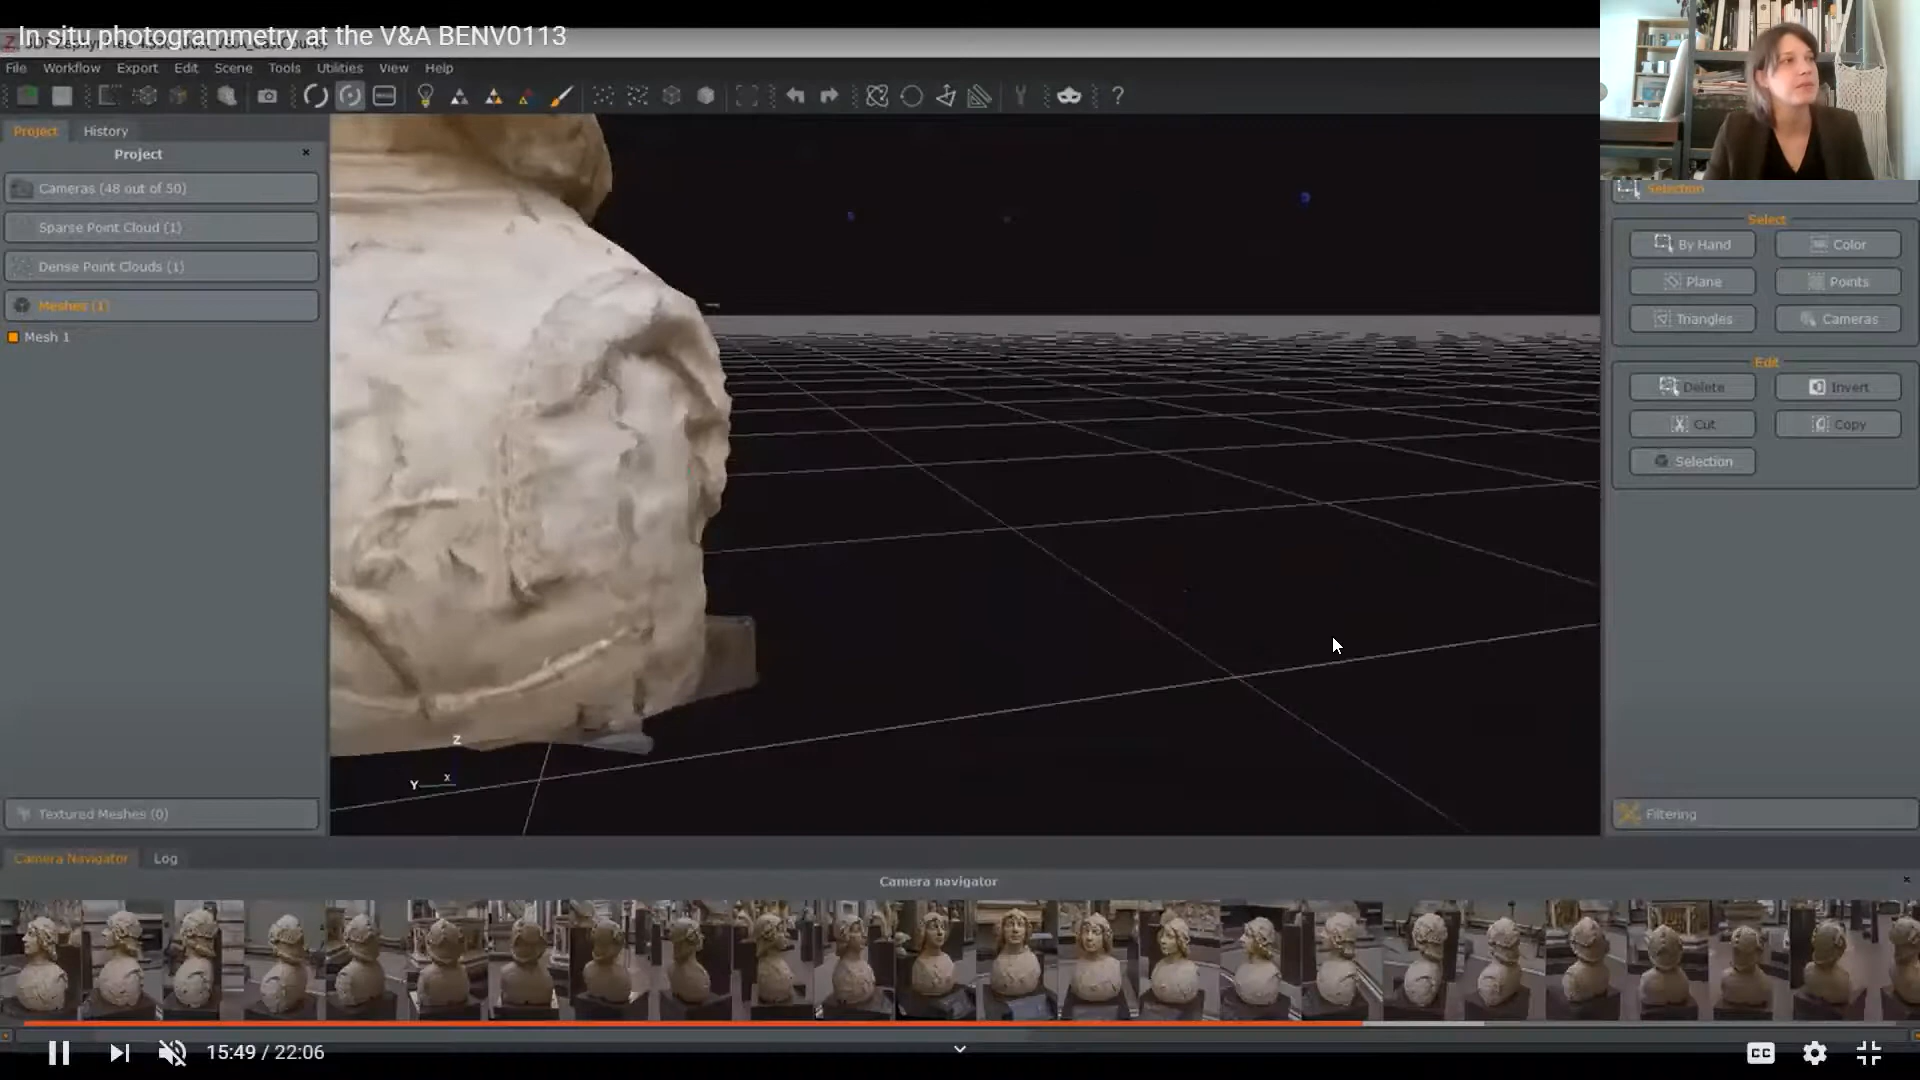 In situ photogrammetry at the V&A BENV0113
File Workflow Export Edit Scene Tools Utilities View Help
Project History
Project
Cameras (48 out of 50)
Sparse Point Cloud (1)
Dense Point Clouds (1)
Meshes (1)
Mesh 1
Textured Meshes (0)
Z
Y X
Selection
Select
By Hand Color
Plane Points
Triangles Cameras
Edit
Delete Invert
Cut Copy
Selection
Filtering
Camera Navigator Log
Camera navigator
15:49 / 22:06
CC